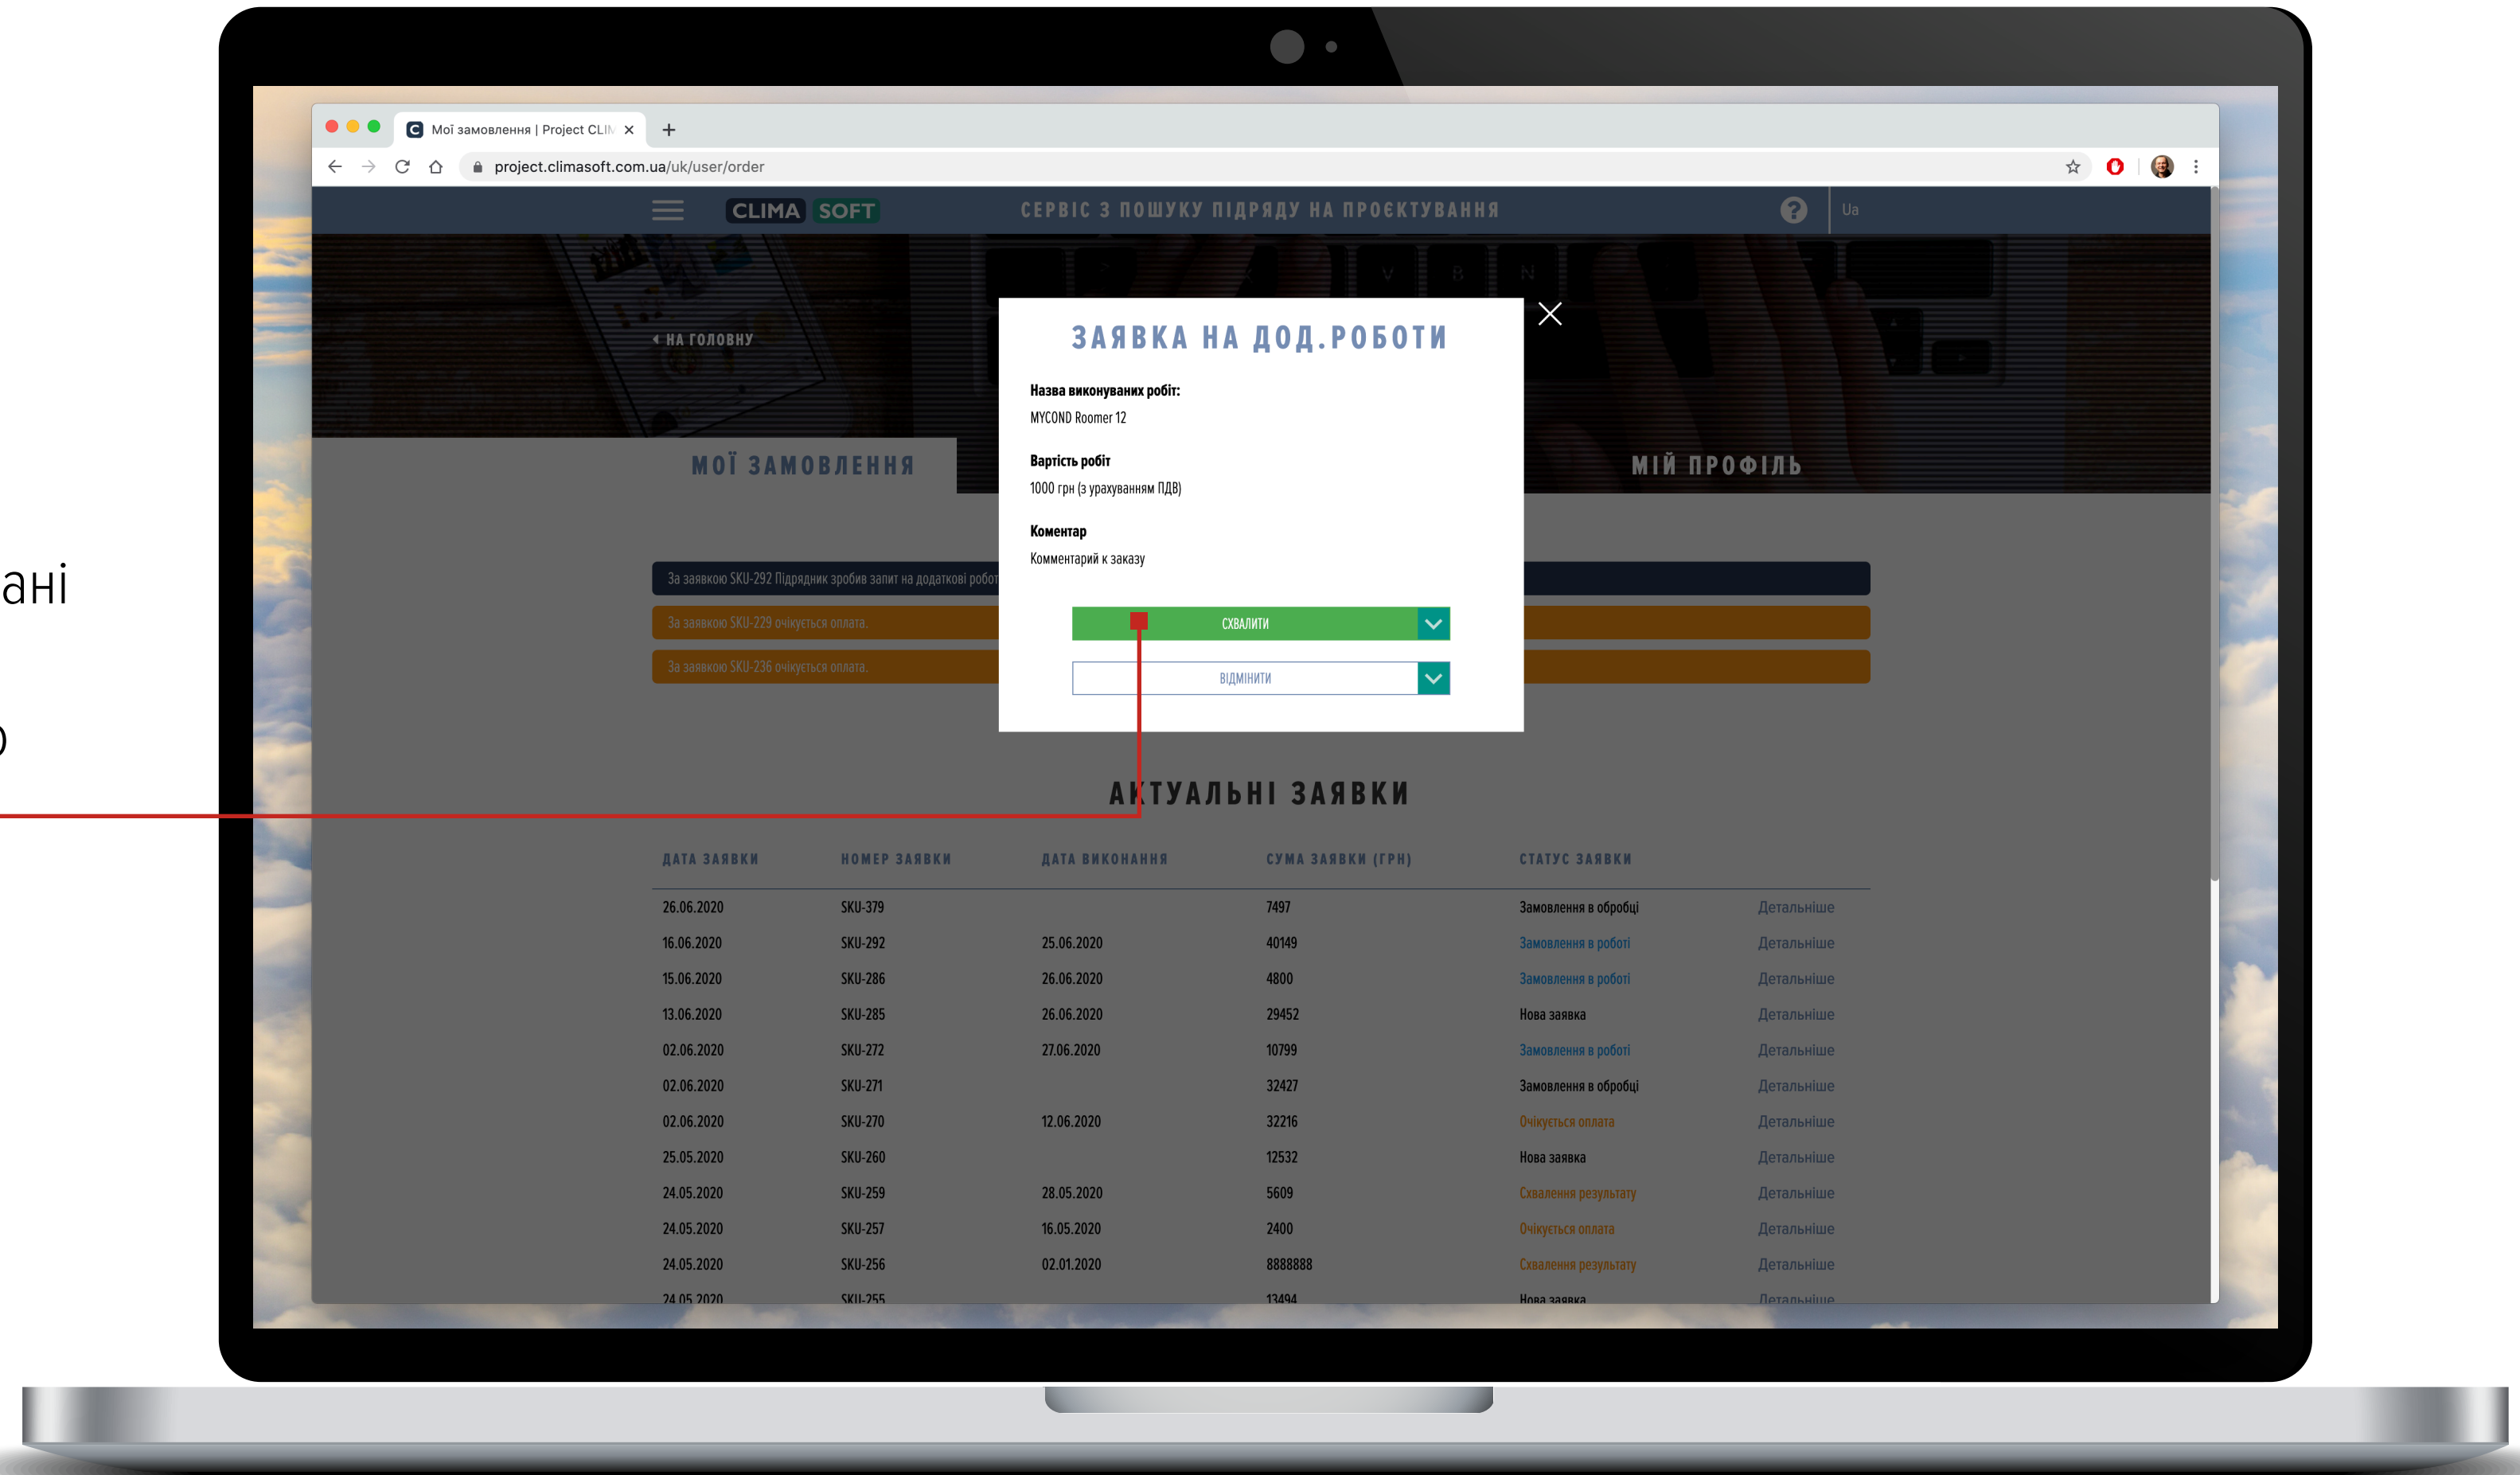 ані
Мої замовлення | Project CLIM
project.climasoft.com.ua/uk/user/order
CLIMA SOFT
СЕРВІС З ПОШУКУ ПІДРЯДУ НА ПРОЄКТУВАННЯ
Ua
V B N
НА ГОЛОВНУ
ЗАЯВКА НА ДОД.РОБОТИ
Назва виконуваних робіт:
MYCOND Roomer 12
Вартість робіт
1000 грн (з урахуванням ПДВ)
Коментар
Комментарий к заказу
СХВАЛИТИ
ВІДМІНИТИ
МОЇ ЗАМОВЛЕННЯ
МІЙ ПРОФІЛЬ
За заявкою SKU-292 Підрядник зробив запит на додаткові робот
За заявкою SKU-229 очікується оплата.
За заявкою SKU-236 очікується оплата.
АКТУАЛЬНІ ЗАЯВКИ
ДАТА ЗАЯВКИ НОМЕР ЗАЯВКИ ДАТА ВИКОНАННЯ СУМА ЗАЯВКИ (ГРН) СТАТУС ЗАЯВКИ
26.06.2020 SKU-379 7497 Замовлення в обробці Детальніше
16.06.2020 SKU-292 25.06.2020 40149 Замовлення в роботі Детальніше
15.06.2020 SKU-286 26.06.2020 4800 Замовлення в роботі Детальніше
13.06.2020 SKU-285 26.06.2020 29452 Нова заявка Детальніше
02.06.2020 SKU-272 27.06.2020 10799 Замовлення в роботі Детальніше
02.06.2020 SKU-271 32427 Замовлення в обробці Детальніше
02.06.2020 SKU-270 12.06.2020 32216 Очікується оплата Детальніше
25.05.2020 SKU-260 12532 Нова заявка Детальніше
24.05.2020 SKU-259 28.05.2020 5609 Схвалення результату Детальніше
24.05.2020 SKU-257 16.05.2020 2400 Очікується оплата Детальніше
24.05.2020 SKU-256 02.01.2020 8888888 Схвалення результату Детальніше
24.05.2020 SKU-255 13494 Нова заявка Детальніше